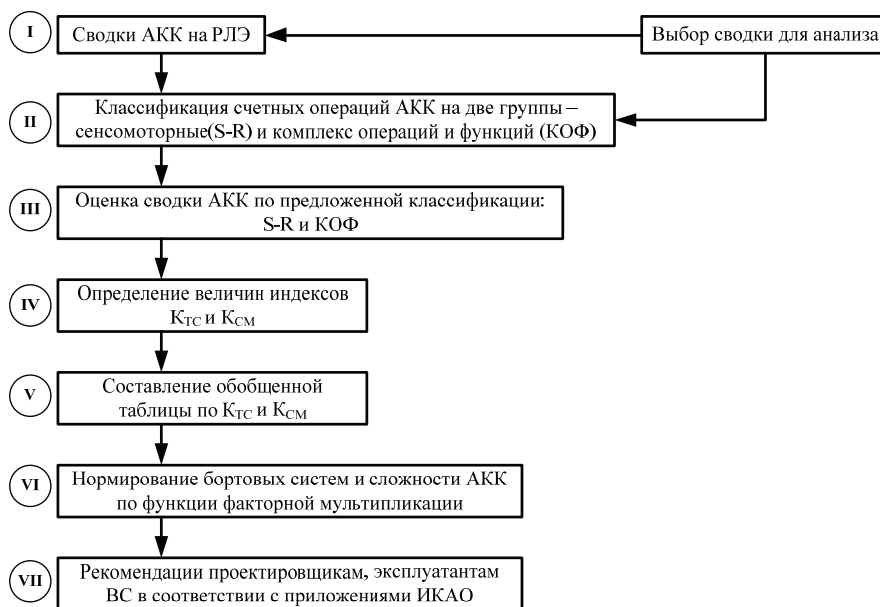 I
Сводки АКК на РЛЭ
Выбор сводки для анализа
II
Классификация счетных операций АКК на две группы –
сенсомоторные(S-R) и комплекс операций и функций (КОФ)
III
Оценка сводки АКК по предложенной классификации:
S-R и КОФ
IV
Определение величин индексов
КТС и КСМ
V
Составление обобщенной
таблицы по КТС и КСМ
VI
Нормирование бортовых систем и сложности АКК
по функции факторной мультипликации
VII
Рекомендации проектировщикам, эксплуатантам
ВС в соответствии с приложениями ИКАО